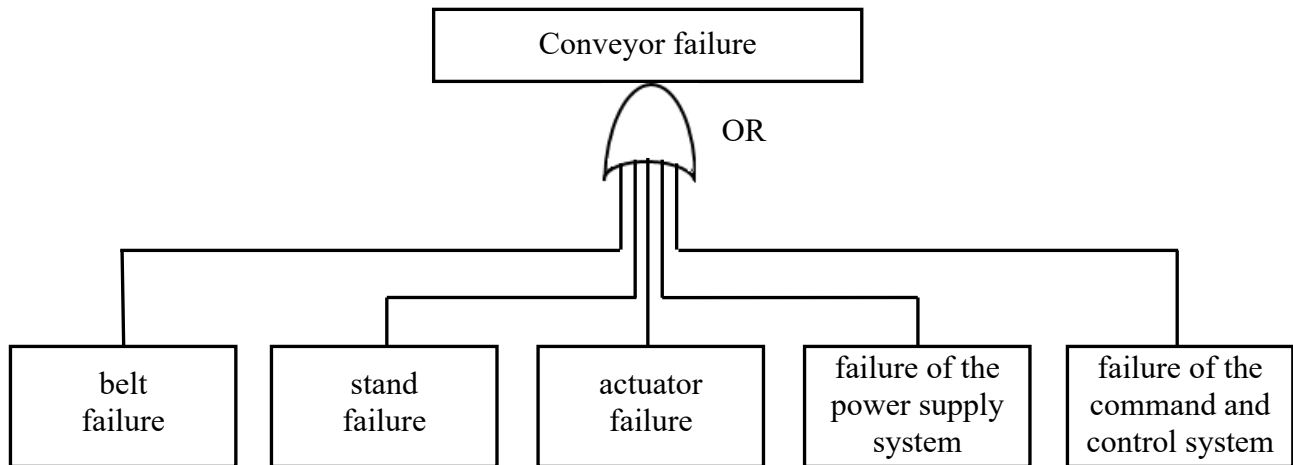 Conveyor failure
OR
belt
failure
stand
failure
actuator
failure
failure of the
power supply
system
failure of the
command and
control system